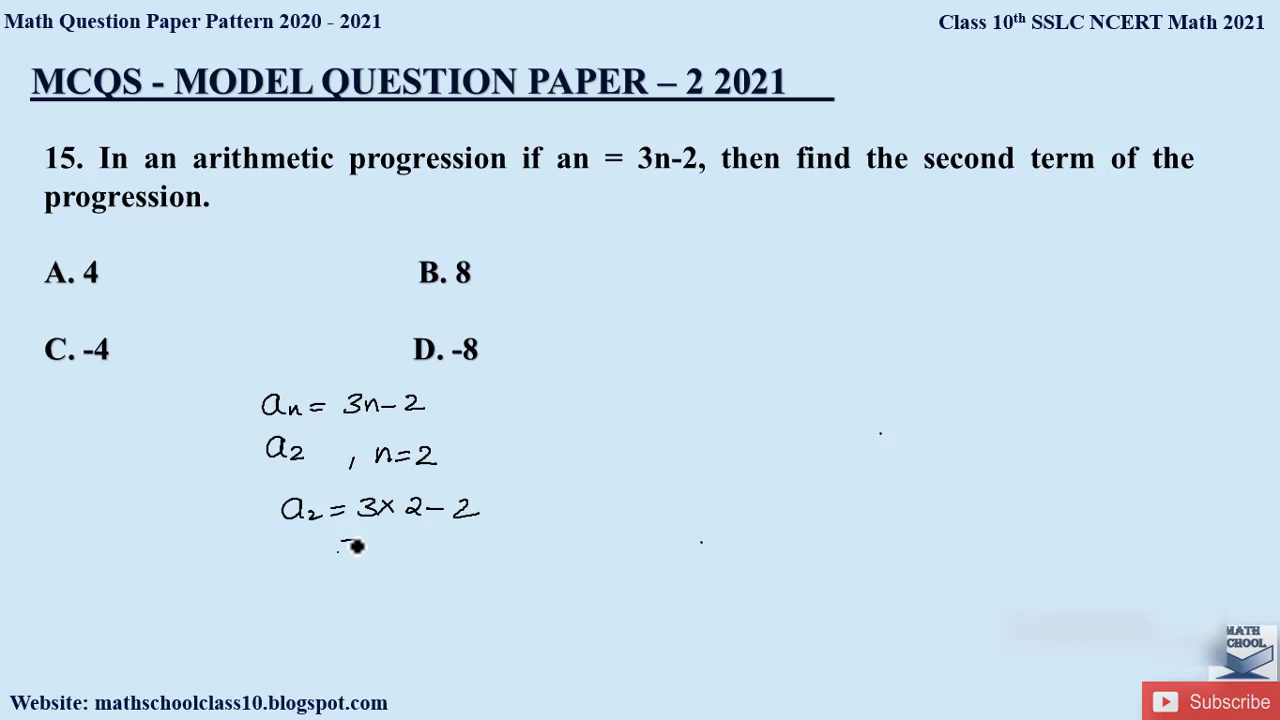 Math Question Paper Pattern 2020 - 2021
Class 10th SSLC NCERT Math 2021
MCQS - MODEL QUESTION PAPER – 2 2021
15. In an arithmetic progression if an = 3n-2, then find the second term of the
progression.
A. 4 B. 8
C. -4 D. -8
an = 3n-2
a2 , n=2
a2 = 3×2-2
MATH
SCHOOL
Website: mathschoolclass10.blogspot.com
Subscribe